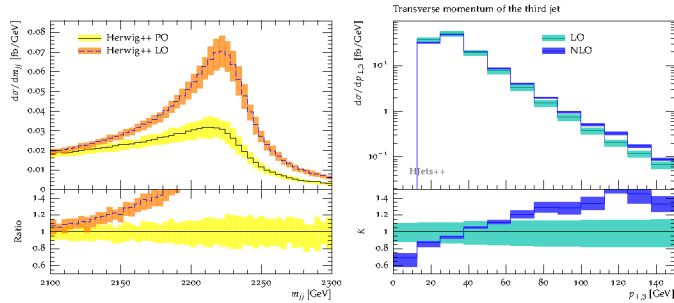 Transverse momentum of the third jet
dσ/dm_jj [fb/GeV]
0.08
0.07
0.06
0.05
0.04
0.03
0.02
0.01
0
Herwig++ PO
Herwig++ LO
Ratio
1.4
1.2
1
0.8
0.6
2100
2150
2200
2250
2300
m_jj [GeV]
dσ/dp_⊥,3 [fb/GeV]
10^1
1
10^−1
LO
NLO
HJets++
K
1.4
1.2
1
0.8
0.6
0
20
40
60
80
100
120
140
p_⊥,3 [GeV]